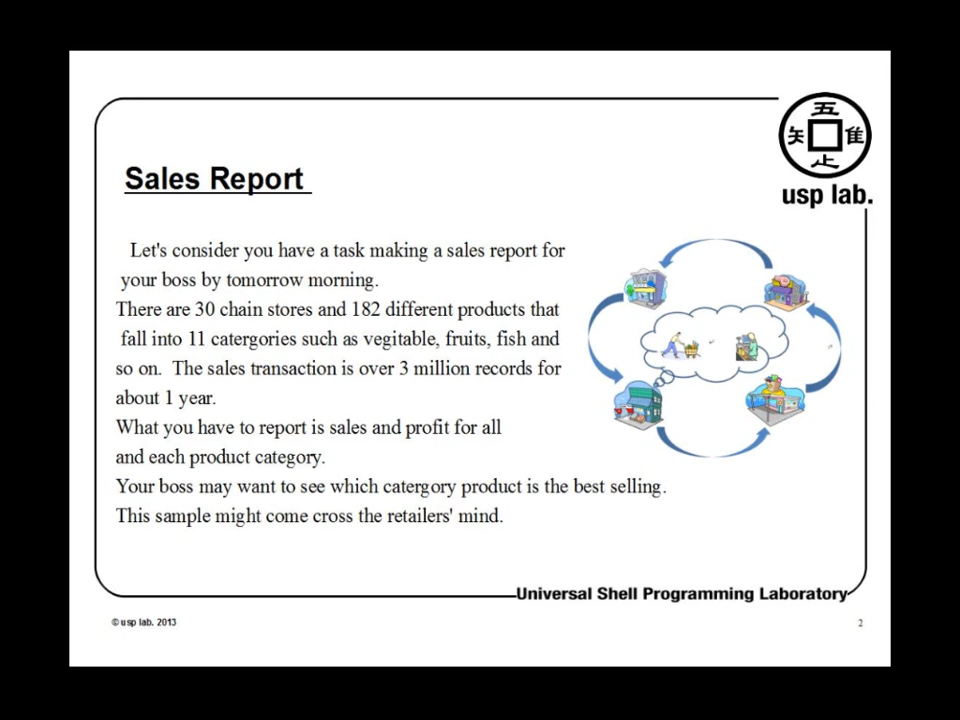 五
矢 隹
止
usp lab.
Sales Report
Let's consider you have a task making a sales report for
your boss by tomorrow morning.
There are 30 chain stores and 182 different products that
fall into 11 catergories such as vegitable, fruits, fish and
so on. The sales transaction is over 3 million records for
about 1 year.
What you have to report is sales and profit for all
and each product category.
Your boss may want to see which catergory product is the best selling.
This sample might come cross the retailers' mind.
Universal Shell Programming Laboratory
© usp lab. 2013
2